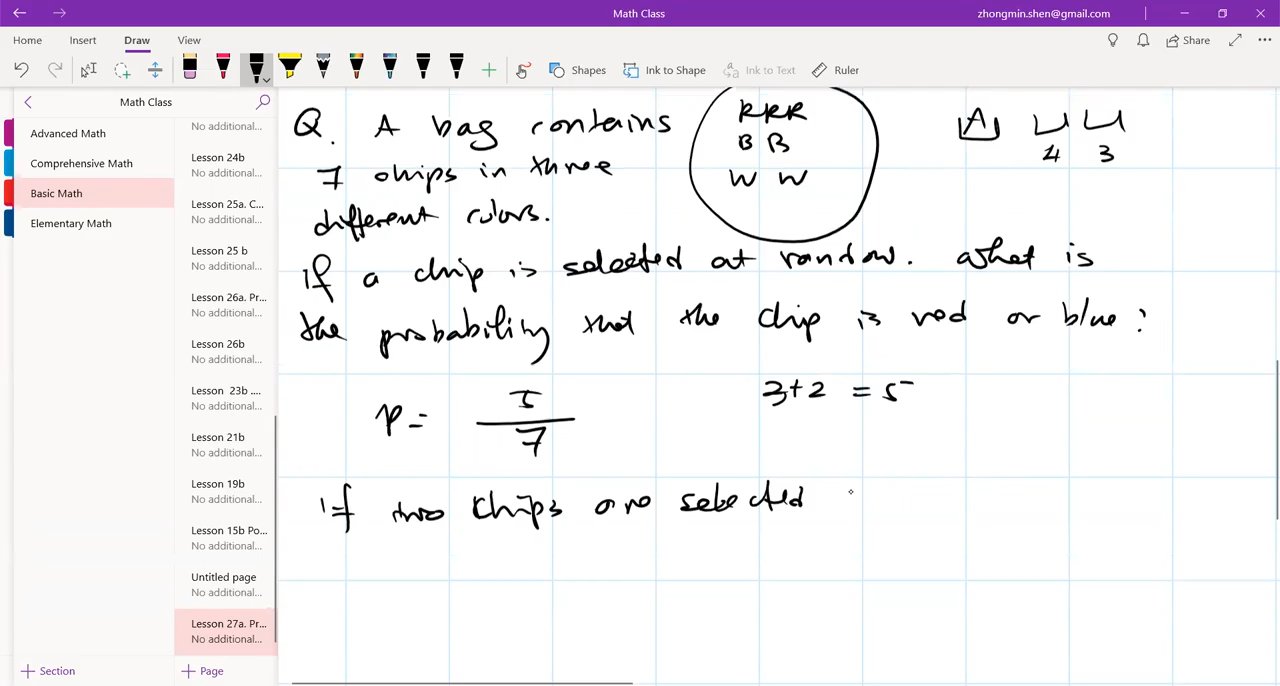 Math Class
zhongmin.shen@gmail.com
Home
Insert
Draw
View
Share
Shapes
Ink to Shape
Ink to Text
Ruler
Math Class
Advanced Math
Comprehensive Math
Basic Math
Elementary Math
No additional...
Lesson 24b
No additional...
Lesson 25a. C...
No additional...
Lesson 25 b
No additional...
Lesson 26a. Pr...
No additional...
Lesson 26b
No additional...
Lesson 23b ....
No additional...
Lesson 21b
No additional...
Lesson 19b
No additional...
Lesson 15b Po...
No additional...
Untitled page
No additional...
Lesson 27a. Pr...
No additional...
Section
Page
Q. A bag contains
7 chips in three
different colors.
RRR
B B
W W
A
4 3
If a chip is selected at random. what is
the probability that the chip is red or blue?
P = 5
7
3+2 = 5
If two chips are selected